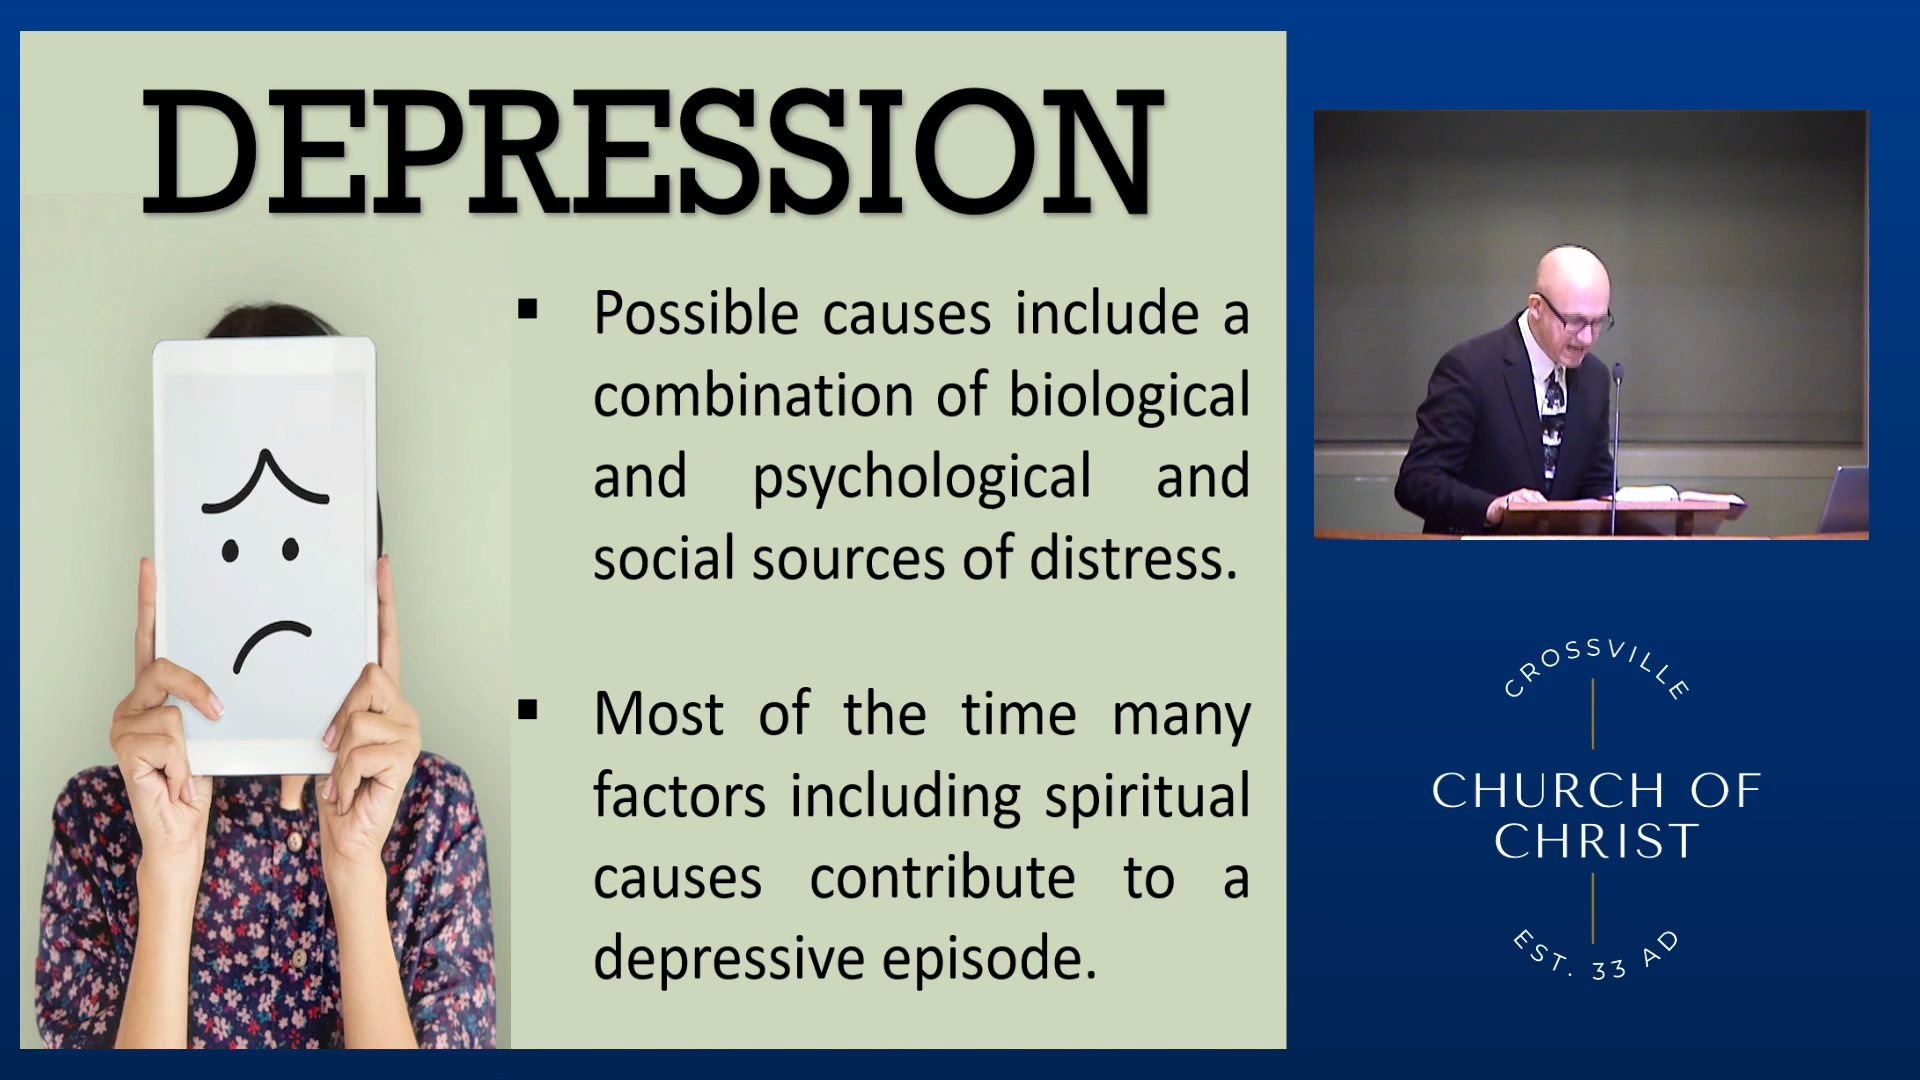 DEPRESSION
▪ Possible causes include a
combination of biological
and psychological and
social sources of distress.
▪ Most of the time many
factors including spiritual
causes contribute to a
depressive episode.
CROSSVILLE
CHURCH OF
CHRIST
EST. 33 AD